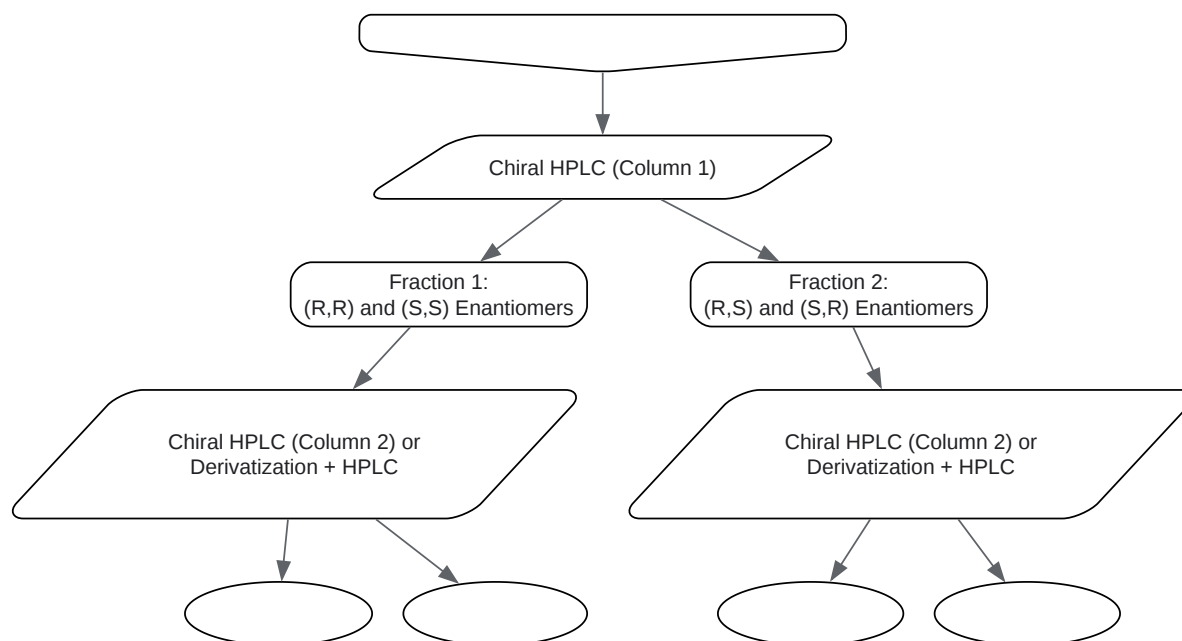 Chiral HPLC (Column 1)
Fraction 1:
(R,R) and (S,S) Enantiomers
Fraction 2:
(R,S) and (S,R) Enantiomers
Chiral HPLC (Column 2) or
Derivatization + HPLC
Chiral HPLC (Column 2) or
Derivatization + HPLC